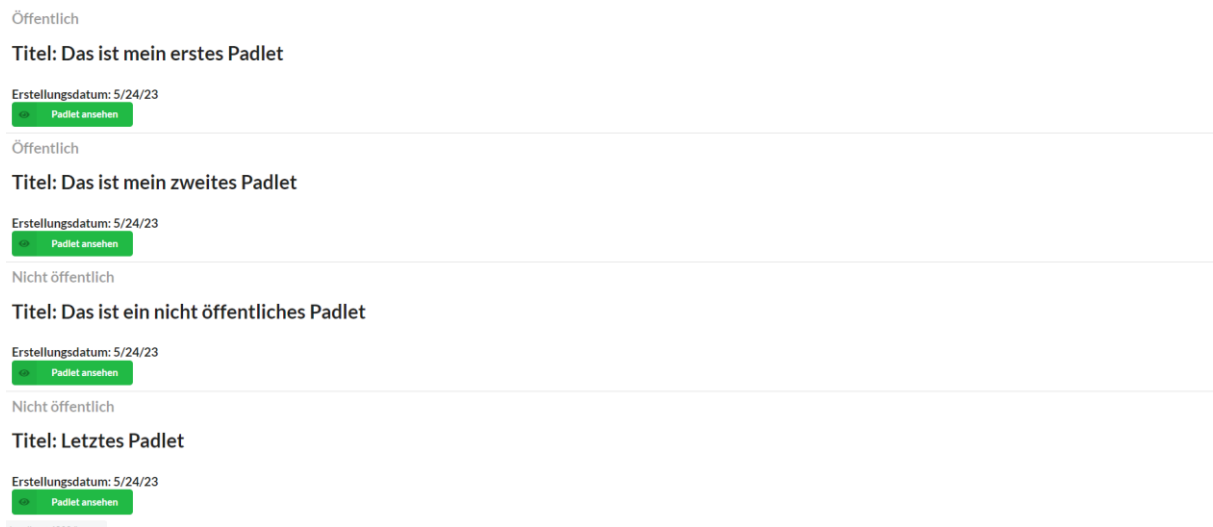 Öffentlich
Titel: Das ist mein erstes Padlet
Erstellungsdatum: 5/24/23
Padlet ansehen
Öffentlich
Titel: Das ist mein zweites Padlet
Erstellungsdatum: 5/24/23
Padlet ansehen
Nicht öffentlich
Titel: Das ist ein nicht öffentliches Padlet
Erstellungsdatum: 5/24/23
Padlet ansehen
Nicht öffentlich
Titel: Letztes Padlet
Erstellungsdatum: 5/24/23
Padlet ansehen